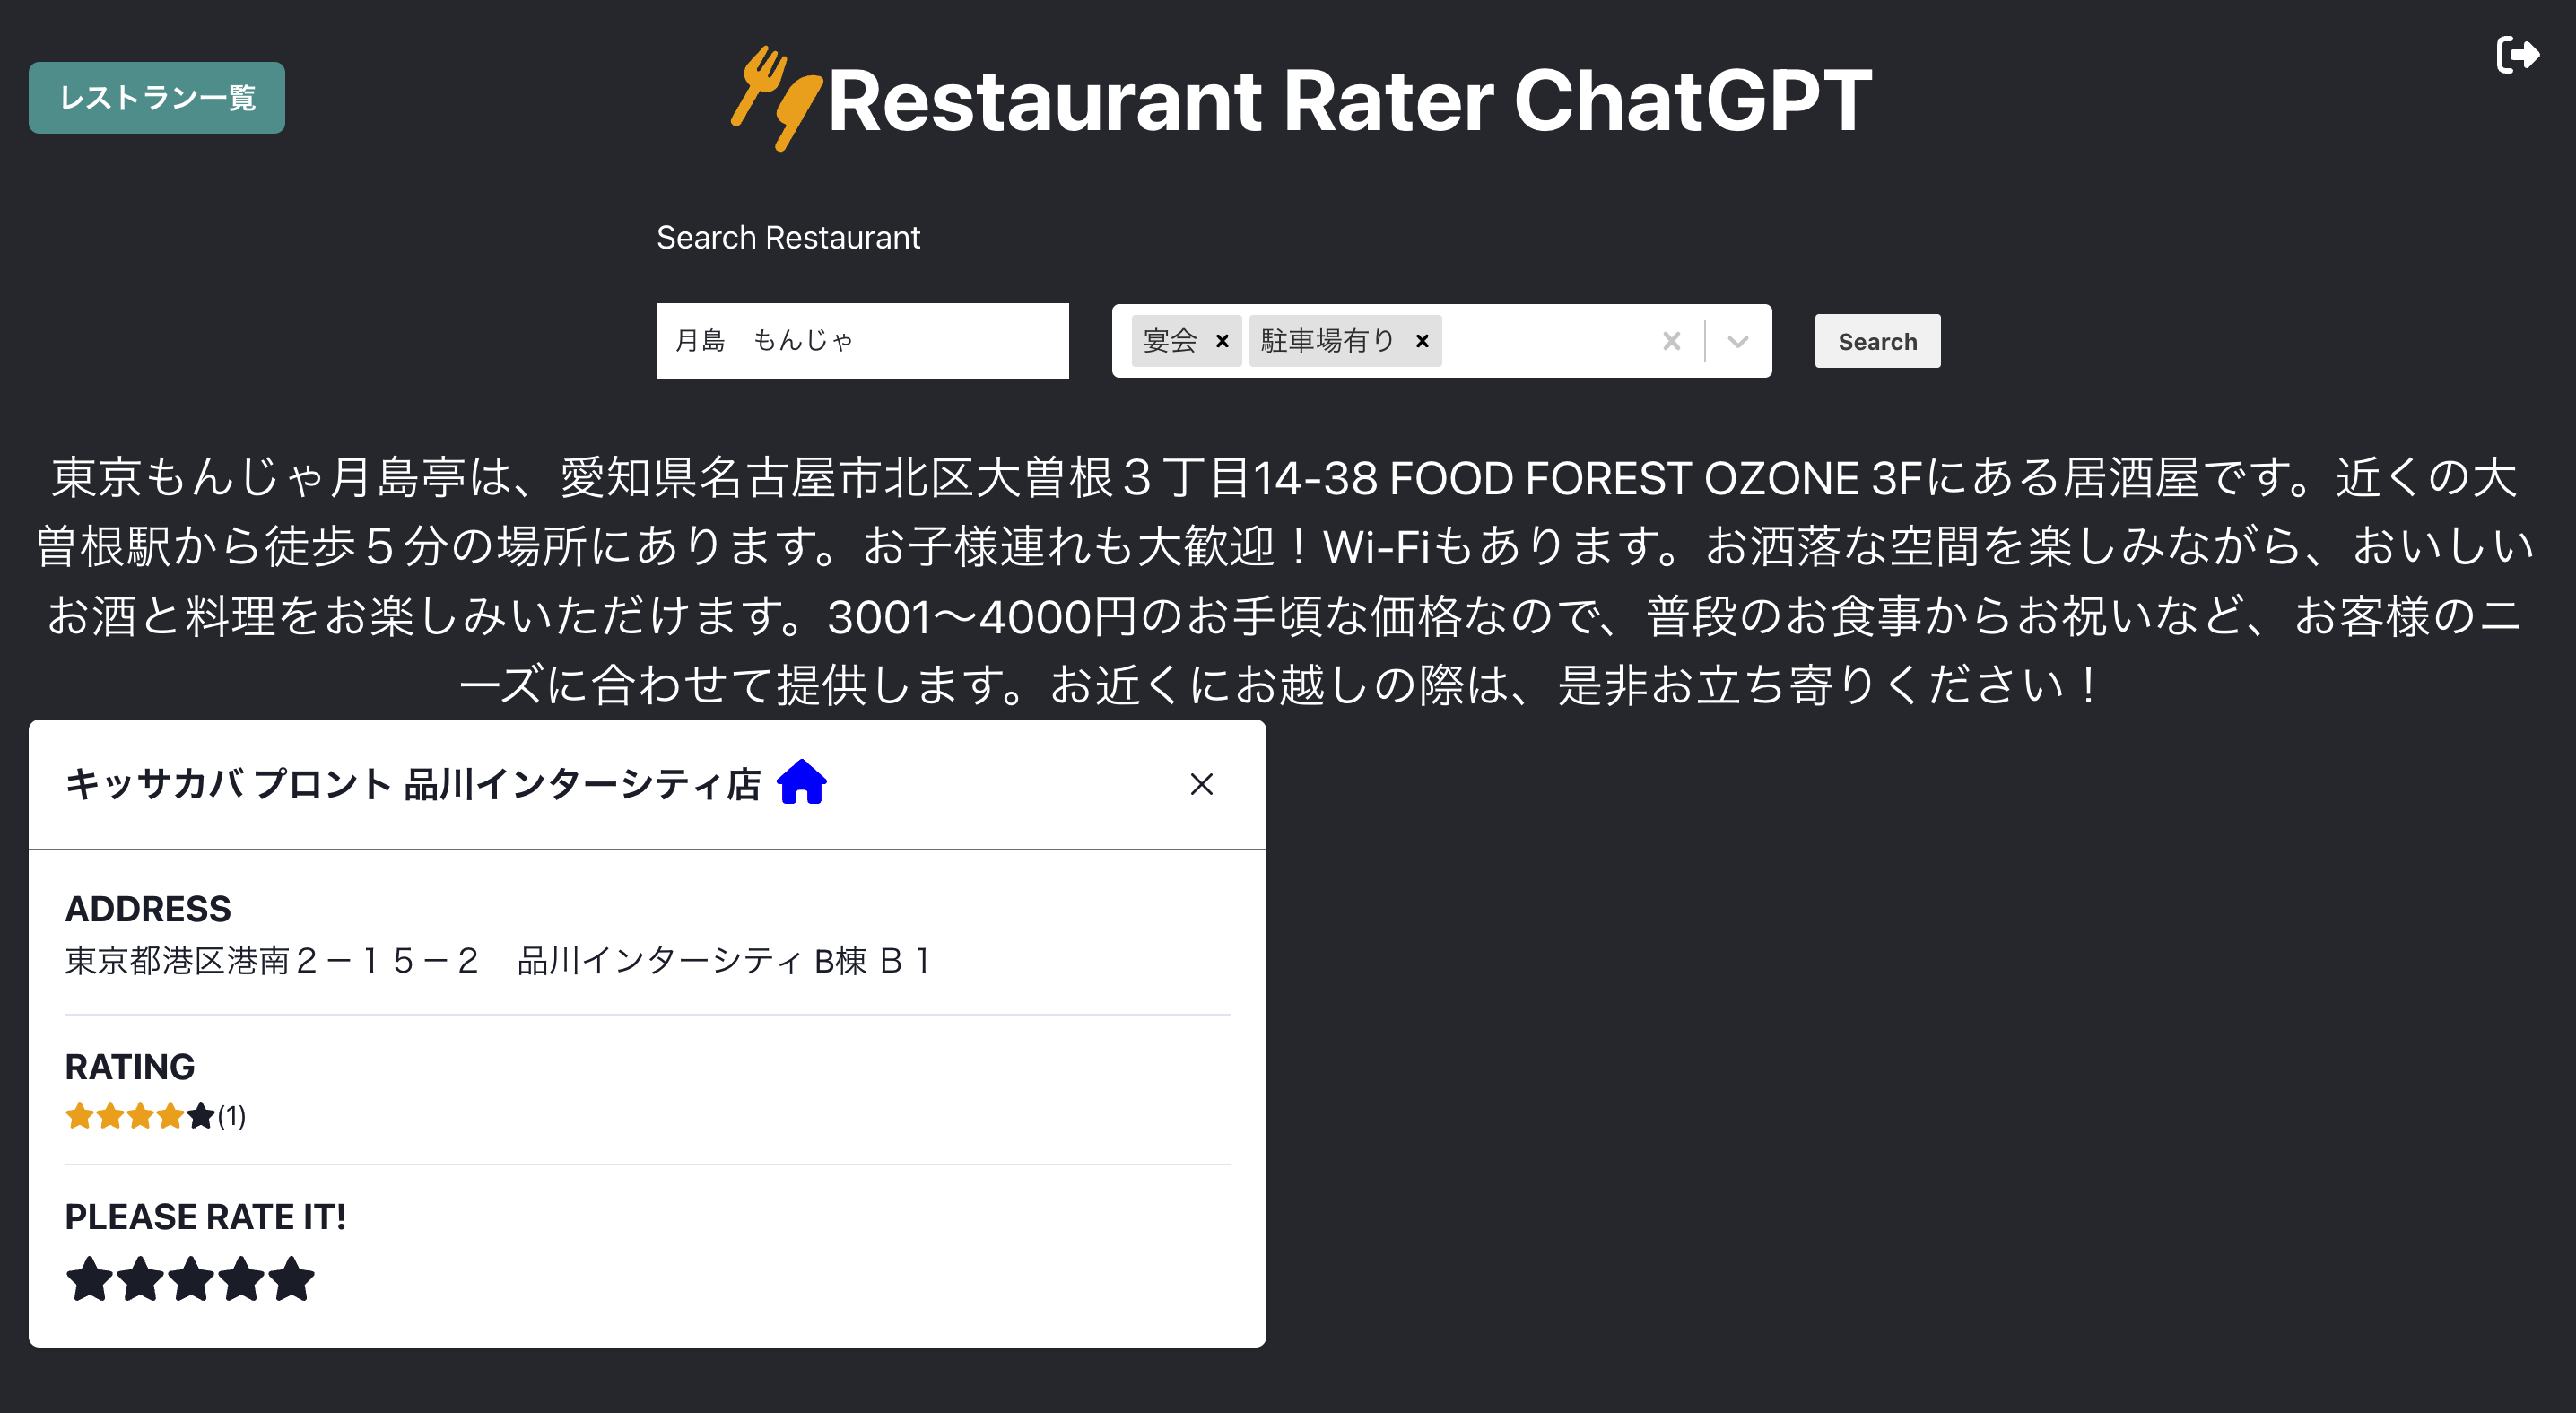 レストラン一覧
Restaurant Rater ChatGPT
Search Restaurant
月島　もんじゃ
宴会
駐車場有り
Search
東京もんじゃ月島亭は、愛知県名古屋市北区大曽根３丁目14-38 FOOD FOREST OZONE 3Fにある居酒屋です。近くの大
曽根駅から徒歩５分の場所にあります。お子様連れも大歓迎！Wi-Fiもあります。お洒落な空間を楽しみながら、おいしい
お酒と料理をお楽しみいただけます。3001〜4000円のお手頃な価格なので、普段のお食事からお祝いなど、お客様のニ
ーズに合わせて提供します。お近くにお越しの際は、是非お立ち寄りください！
キッサカバ プロント 品川インターシティ店
ADDRESS
東京都港区港南２－１５－２　品川インターシティ B棟 Ｂ１
RATING
(1)
PLEASE RATE IT!